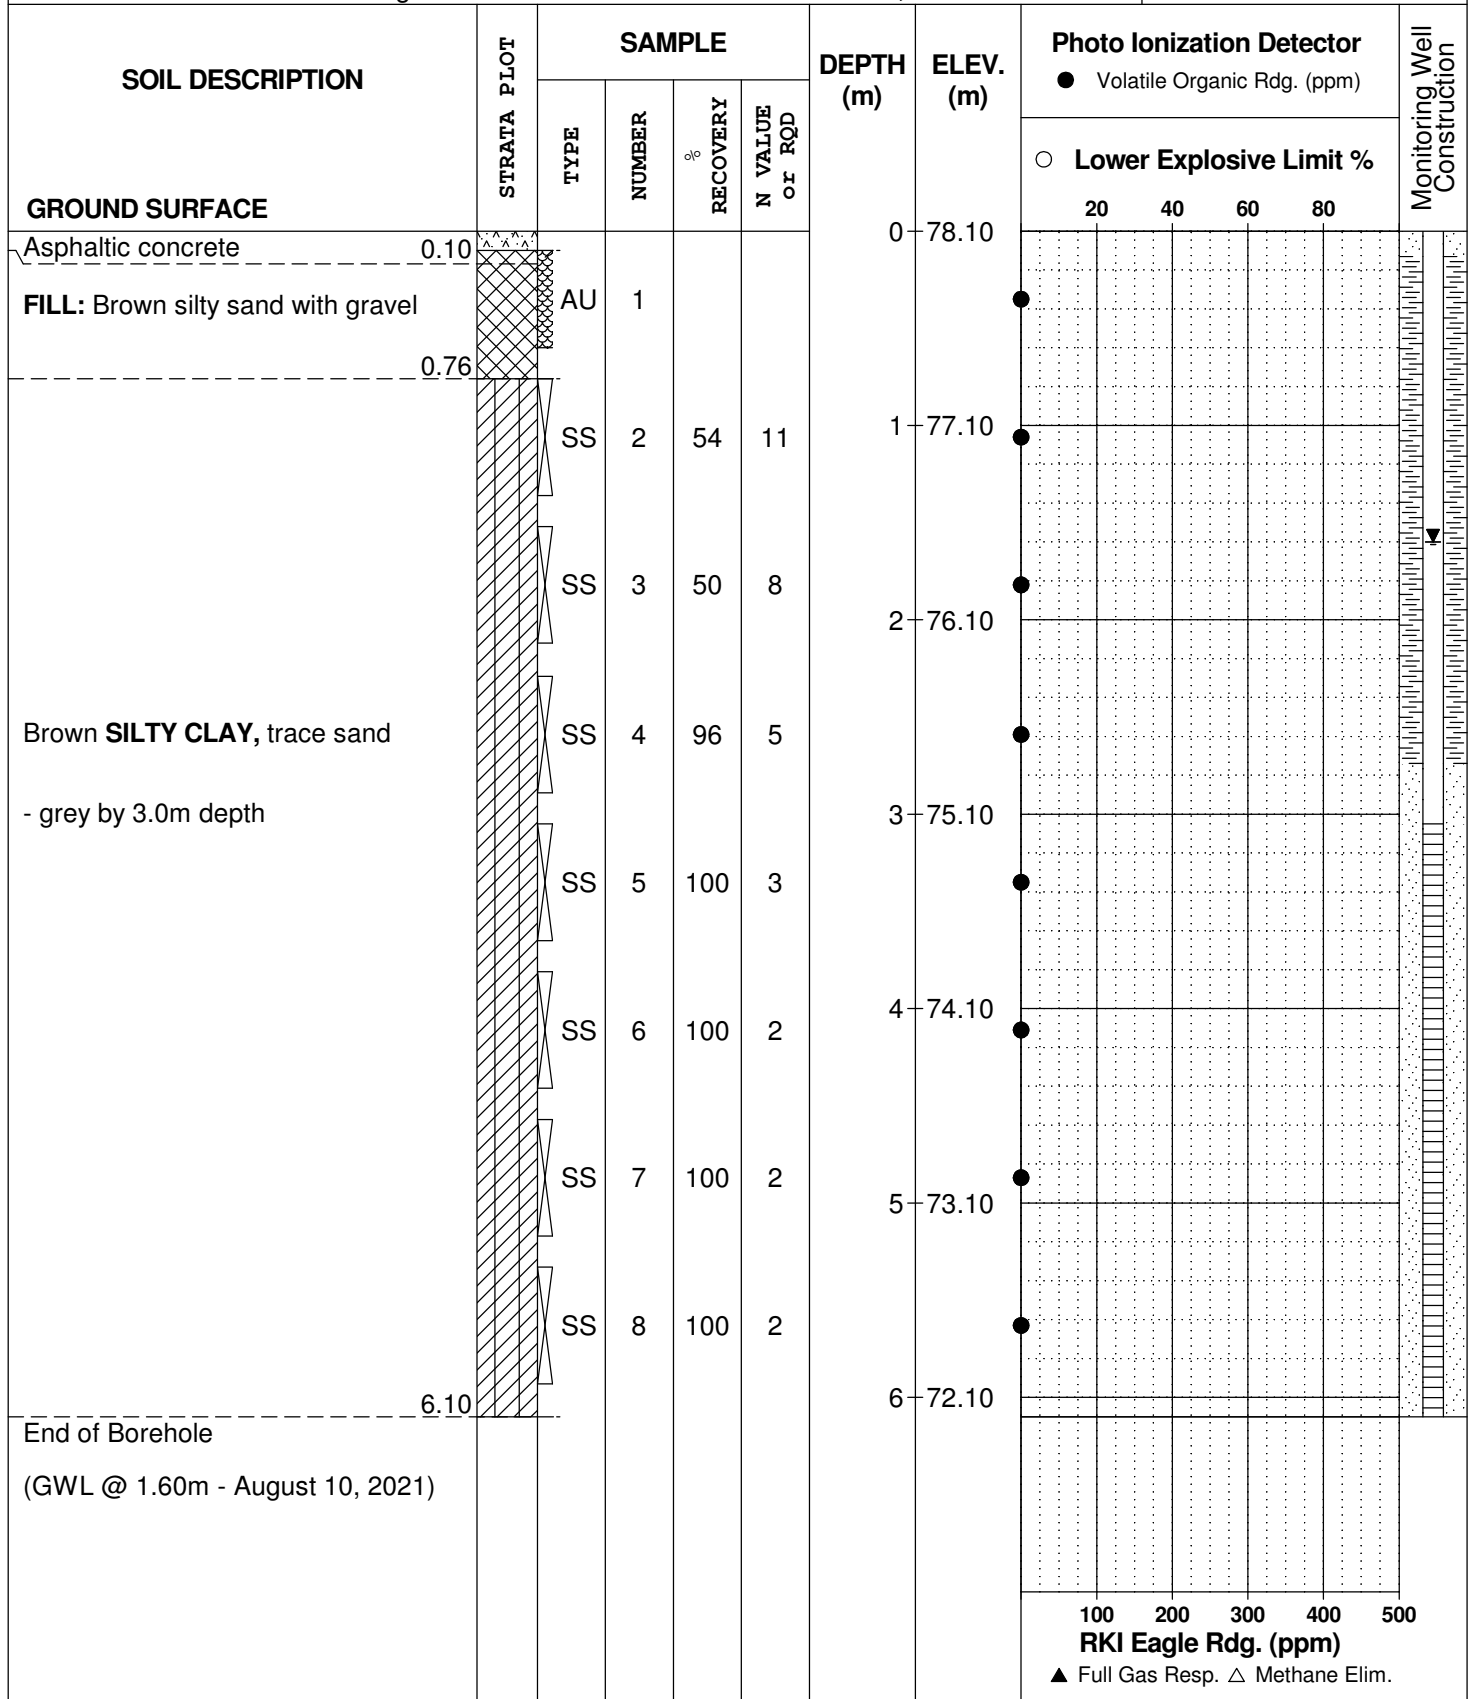 SOIL DESCRIPTION
GROUND SURFACE
STRATA PLOT
SAMPLE
TYPE
NUMBER
% RECOVERY
N VALUE or RQD
DEPTH (m)
ELEV. (m)
Photo Ionization Detector
● Volatile Organic Rdg. (ppm)
○ Lower Explosive Limit %
20 40 60 80
Monitoring Well Construction
0 78.10
Asphaltic concrete 0.10
FILL: Brown silty sand with gravel
AU 1
0.76
1 77.10
SS 2 54 11
SS 3 50 8
2 76.10
Brown SILTY CLAY, trace sand
SS 4 96 5
- grey by 3.0m depth
3 75.10
SS 5 100 3
4 74.10
SS 6 100 2
SS 7 100 2
5 73.10
SS 8 100 2
6 72.10
6.10
End of Borehole
(GWL @ 1.60m - August 10, 2021)
100 200 300 400 500
RKI Eagle Rdg. (ppm)
▲ Full Gas Resp. △ Methane Elim.